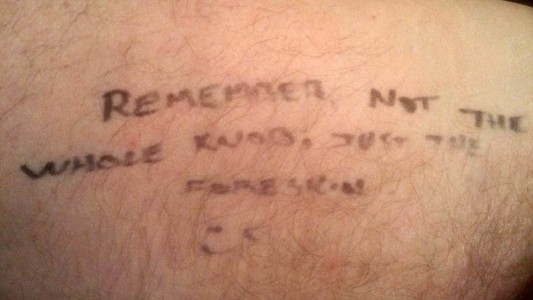 REMEMBER, NOT THE
WHOLE KNOB; JUST THE
FORESKIN